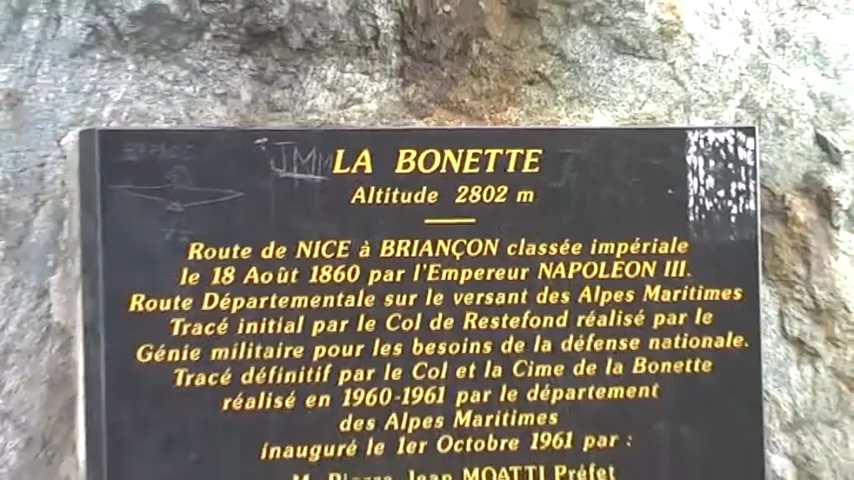 JMM
LA BONETTE
Altitude 2802 m
Route de NICE à BRIANÇON classée impériale
le 18 Août 1860 par l'Empereur NAPOLEON III.
Route Départementale sur le versant des Alpes Maritimes
Tracé initial par le Col de Restefond réalisé par le
Génie militaire pour les besoins de la défense nationale.
Tracé définitif par le Col et la Cime de la Bonette
réalisé en 1960-1961 par le département
des Alpes Maritimes
inauguré le 1er Octobre 1961 par :
M. Pierre Jean MOATTI Préfet